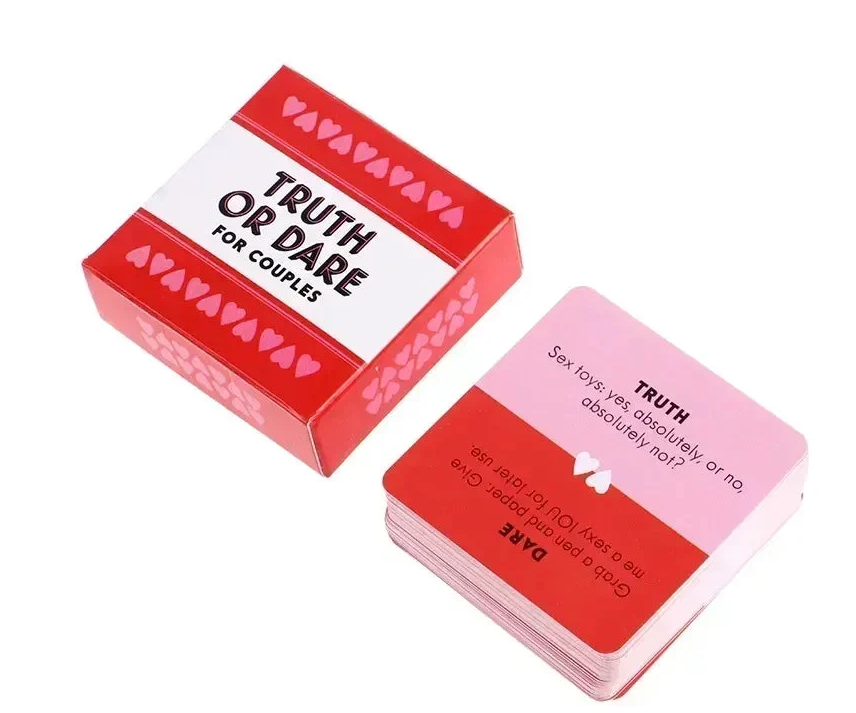 TRUTH
OR DARE
FOR COUPLES
TRUTH
Sex toys: yes, absolutely, or no,
absolutely not?
DARE
Grab a pen and paper. Give
me a sexy IOU for later use.